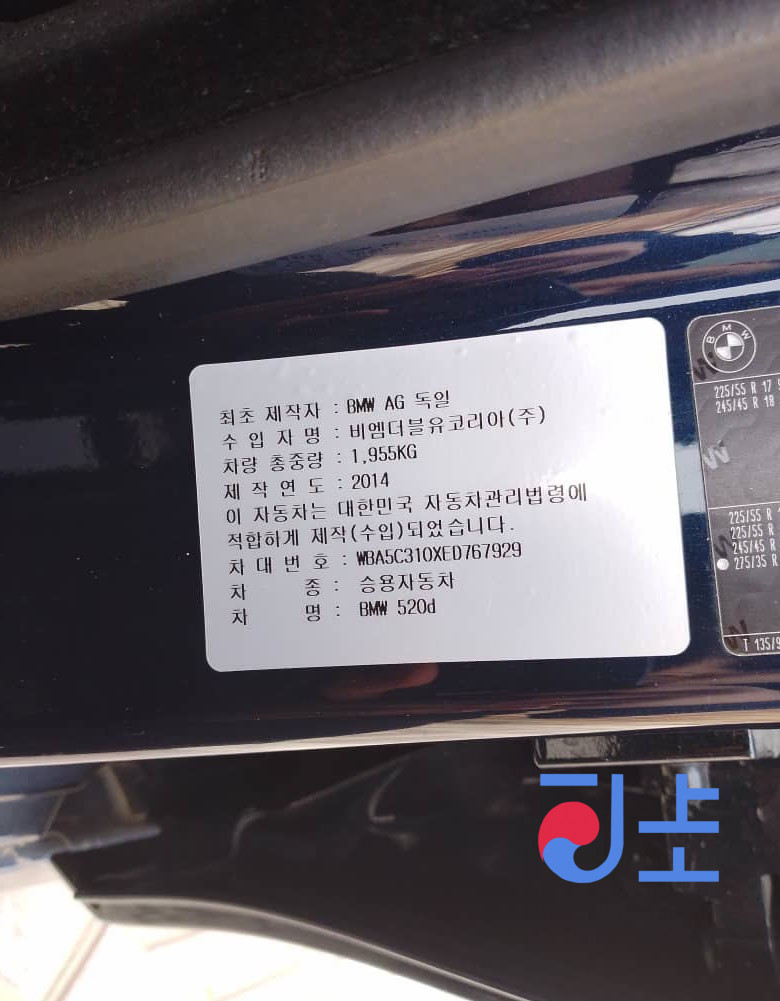 최초 제작자 : BMW AG 독일
수 입 자 명 : 비엠더블유코리아(주)
차량 총중량 : 1,955KG
제 작 연 도 : 2014
이 자동차는 대한민국 자동차관리법령에
적합하게 제작(수입)되었습니다.
차 대 번 호 : WBA5C310XED767929
차 종 : 승용자동차
차 명 : BMW 520d
BMW
225/55 R 17
245/45 R 18
225/55 R
225/55 R
245/45 R
275/35 R
T 135/9